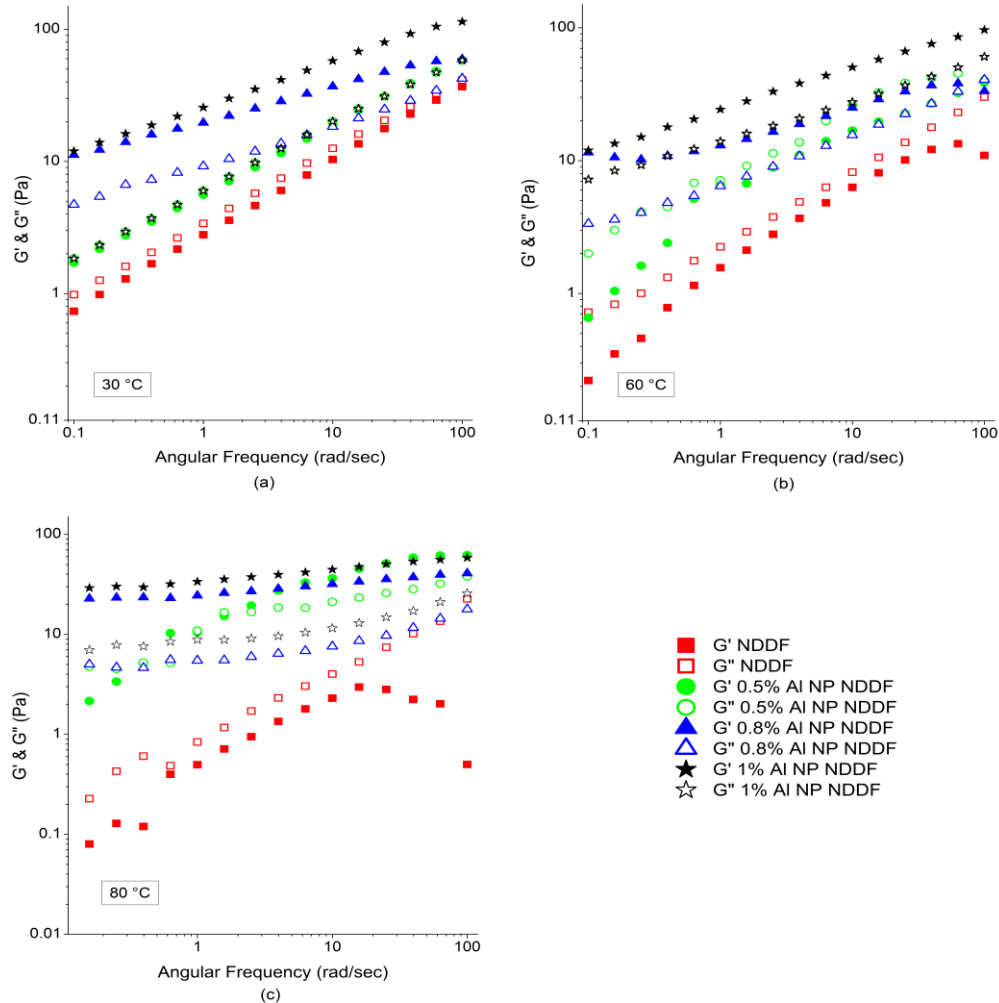 100
10
1
0.11
G' & G" (Pa)
30 °C
0.1 1 10 100
Angular Frequency (rad/sec)
(a)
100
10
1
0.11
G' & G" (Pa)
60 °C
0.1 1 10 100
Angular Frequency (rad/sec)
(b)
100
10
1
0.1
0.01
G' & G" (Pa)
80 °C
1 10 100
Angular Frequency (rad/sec)
(c)
G' NDDF
G" NDDF
G' 0.5% Al NP NDDF
G" 0.5% Al NP NDDF
G' 0.8% Al NP NDDF
G" 0.8% Al NP NDDF
G' 1% Al NP NDDF
G" 1% Al NP NDDF